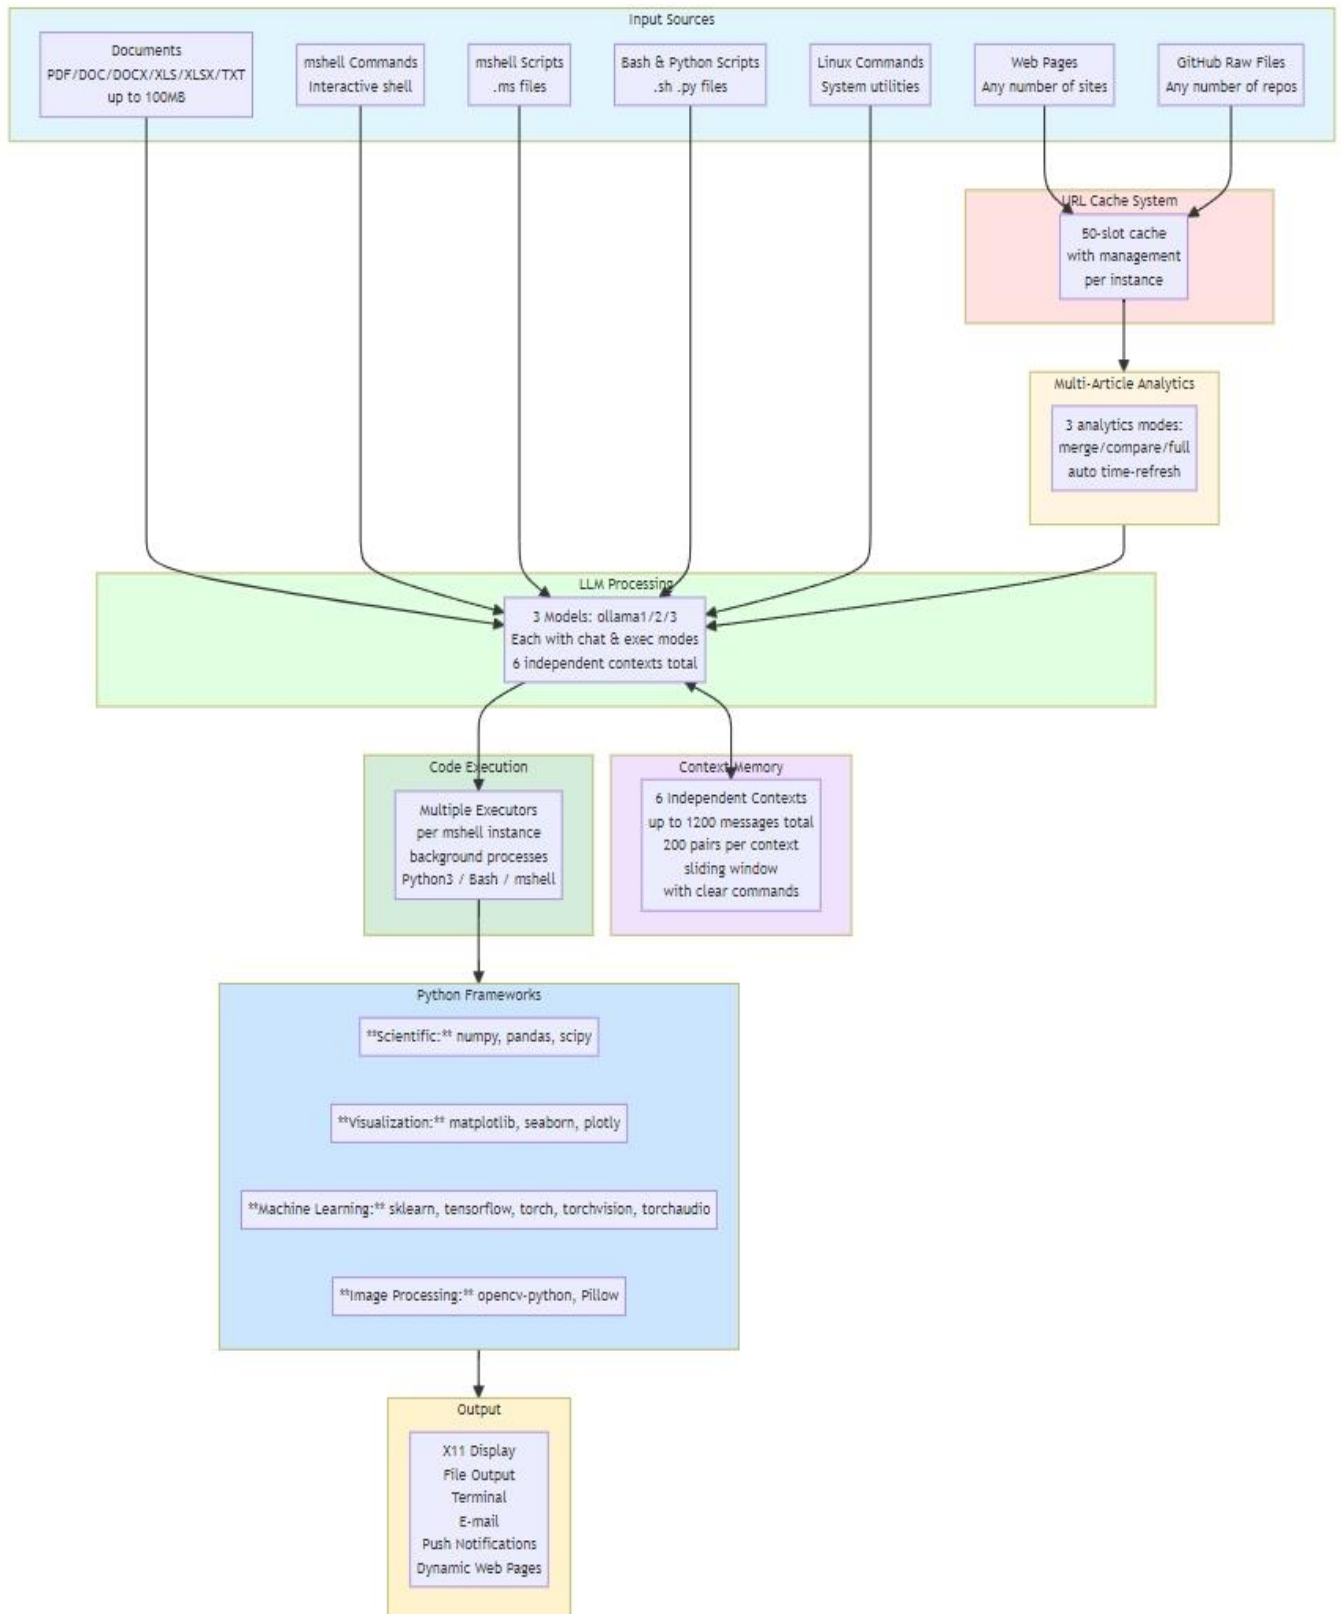 Input Sources
Documents
PDF/DOC/DOCX/XLS/XLSX/TXT
up to 100MB
mshell Commands
Interactive shell
mshell Scripts
.ms files
Bash & Python Scripts
.sh .py files
Linux Commands
System utilities
Web Pages
Any number of sites
GitHub Raw Files
Any number of repos
URL Cache System
50-slot cache
with management
per instance
Multi-Article Analytics
3 analytics modes:
merge/compare/full
auto time-refresh
LLM Processing
3 Models: ollama1/2/3
Each with chat & exec modes
6 independent contexts total
Code Execution
Multiple Executors
per mshell instance
background processes
Python3 / Bash / mshell
Context Memory
6 Independent Contexts
up to 1200 messages total
200 pairs per context
sliding window
with clear commands
Python Frameworks
**Scientific:** numpy, pandas, scipy
**Visualization:** matplotlib, seaborn, plotly
**Machine Learning:** sklearn, tensorflow, torch, torchvision, torchaudio
**Image Processing:** opencv-python, Pillow
Output
X11 Display
File Output
Terminal
E-mail
Push Notifications
Dynamic Web Pages